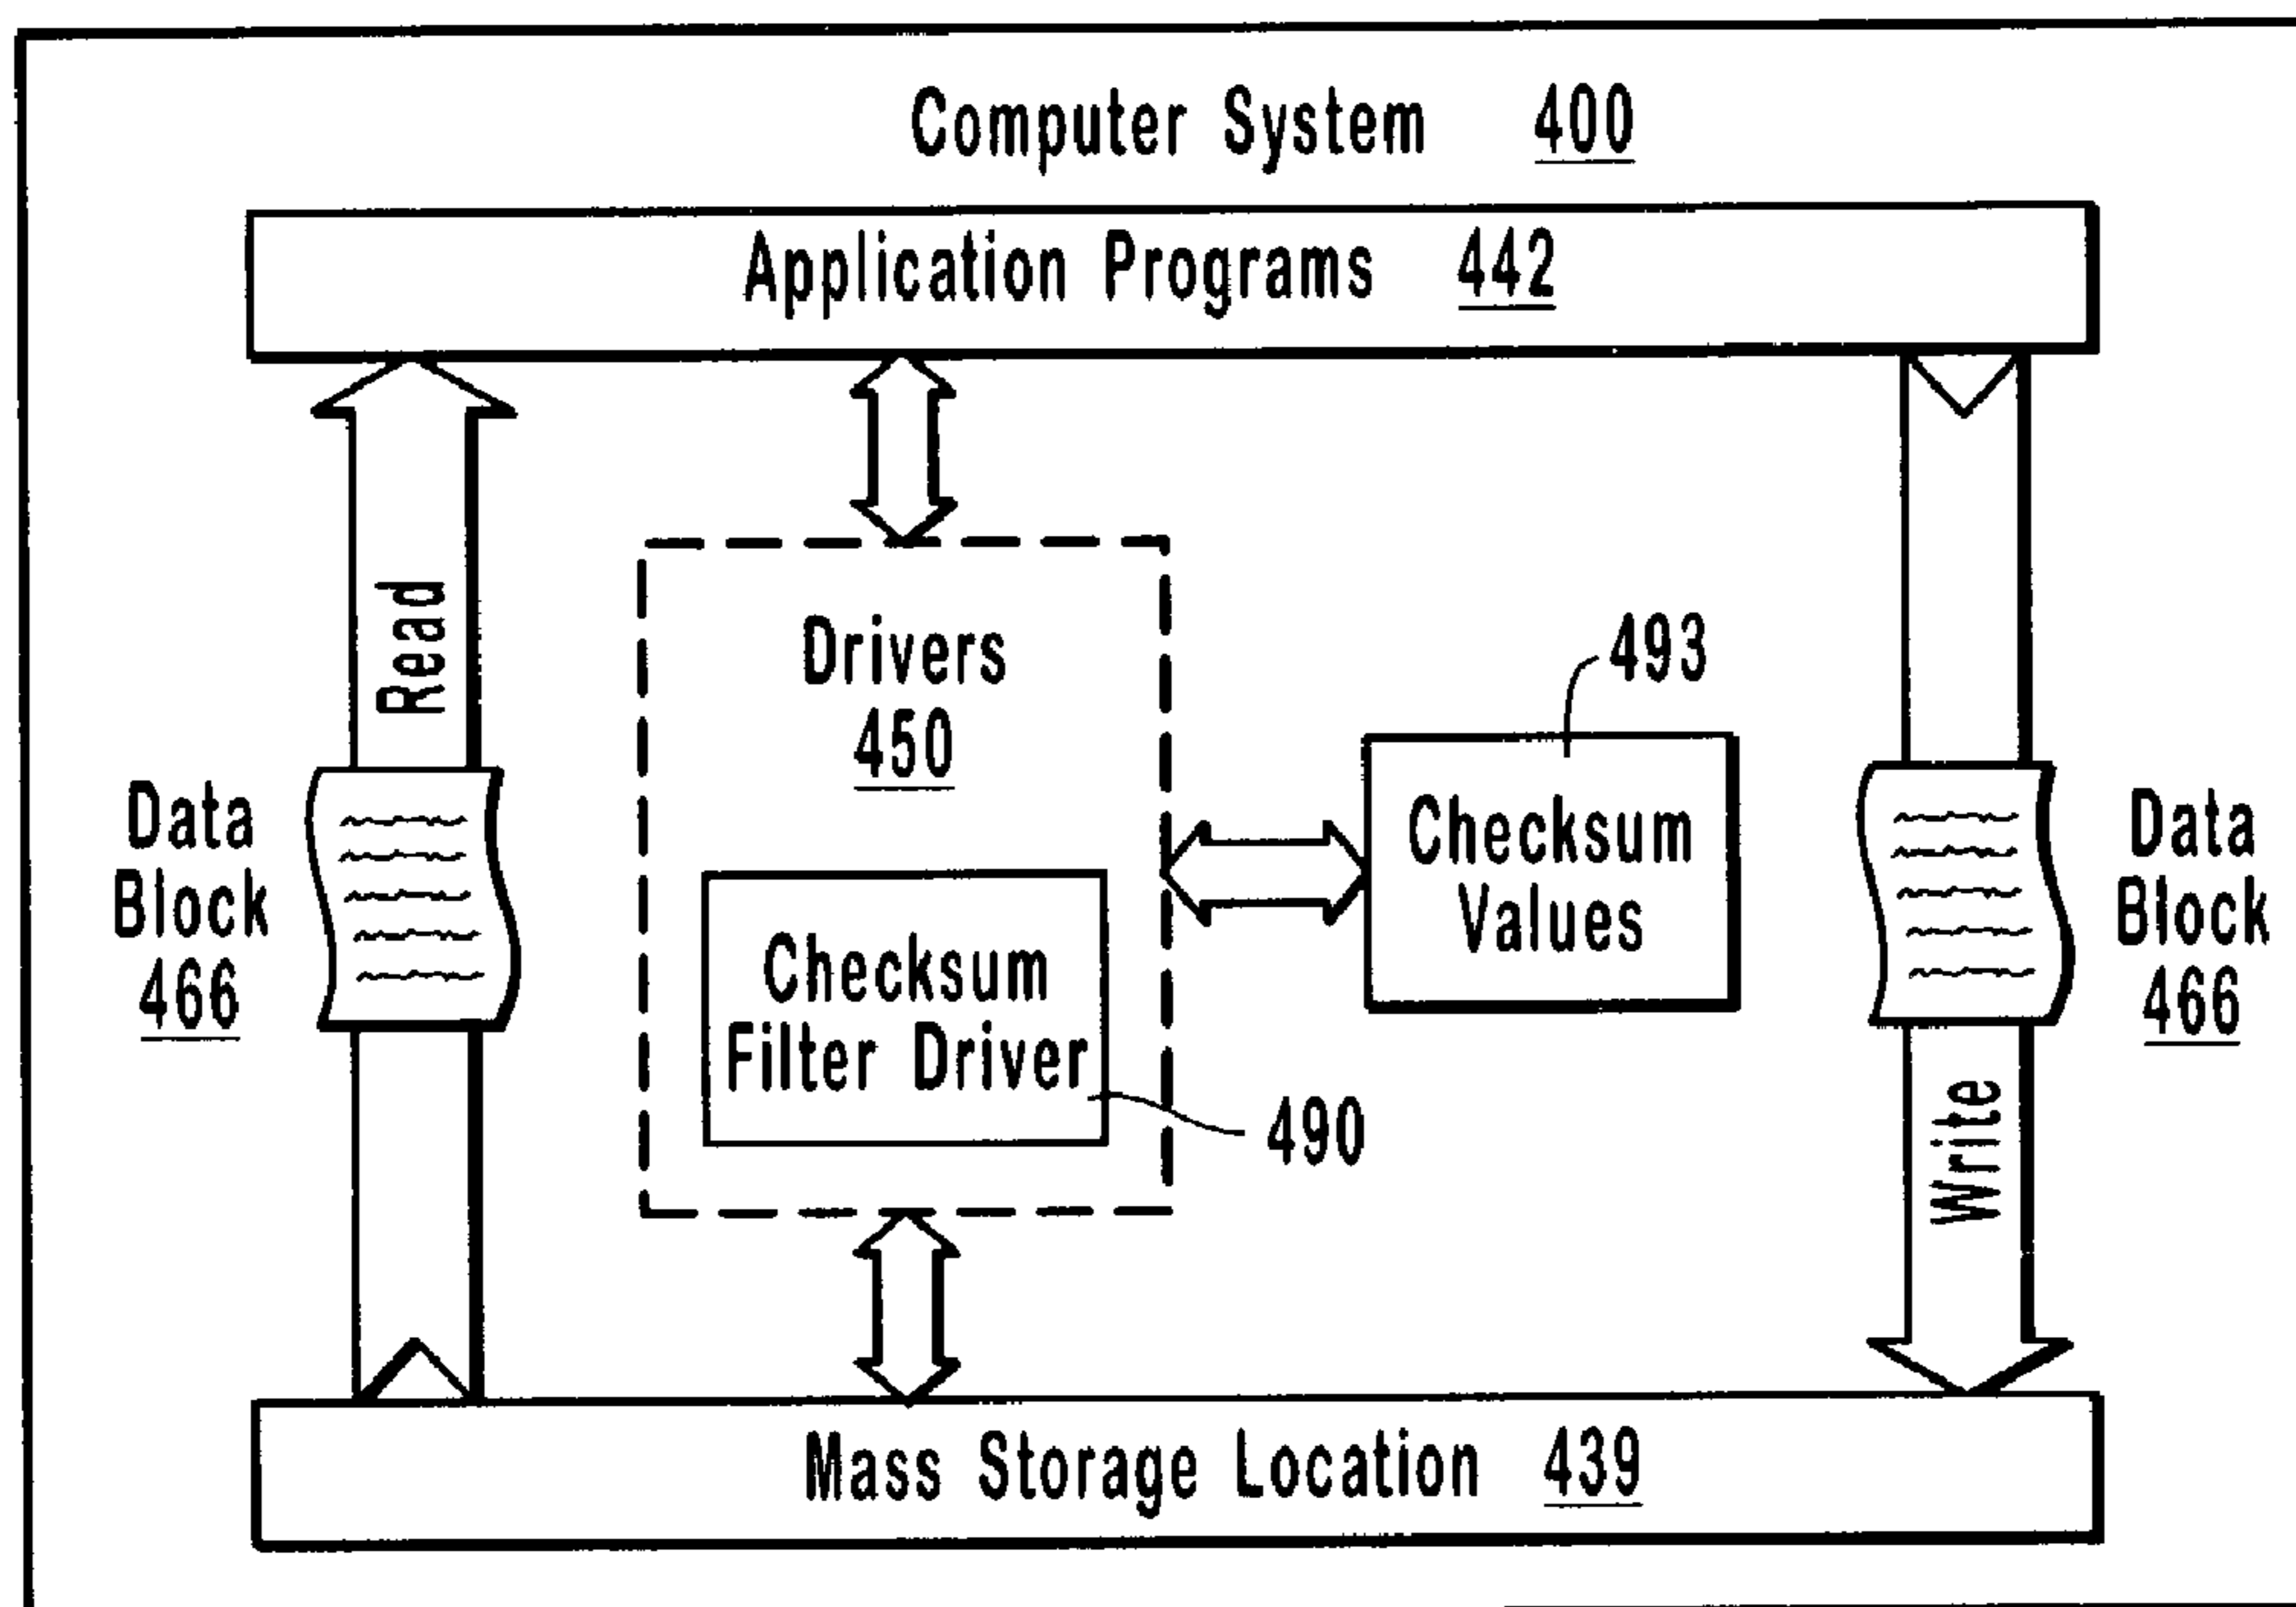 Computer System 400
Application Programs 442
Read
Drivers
450
493
Data
Block
466
Checksum
Values
Data
Block
466
Checksum
Filter Driver
490
Write
Mass Storage Location 439